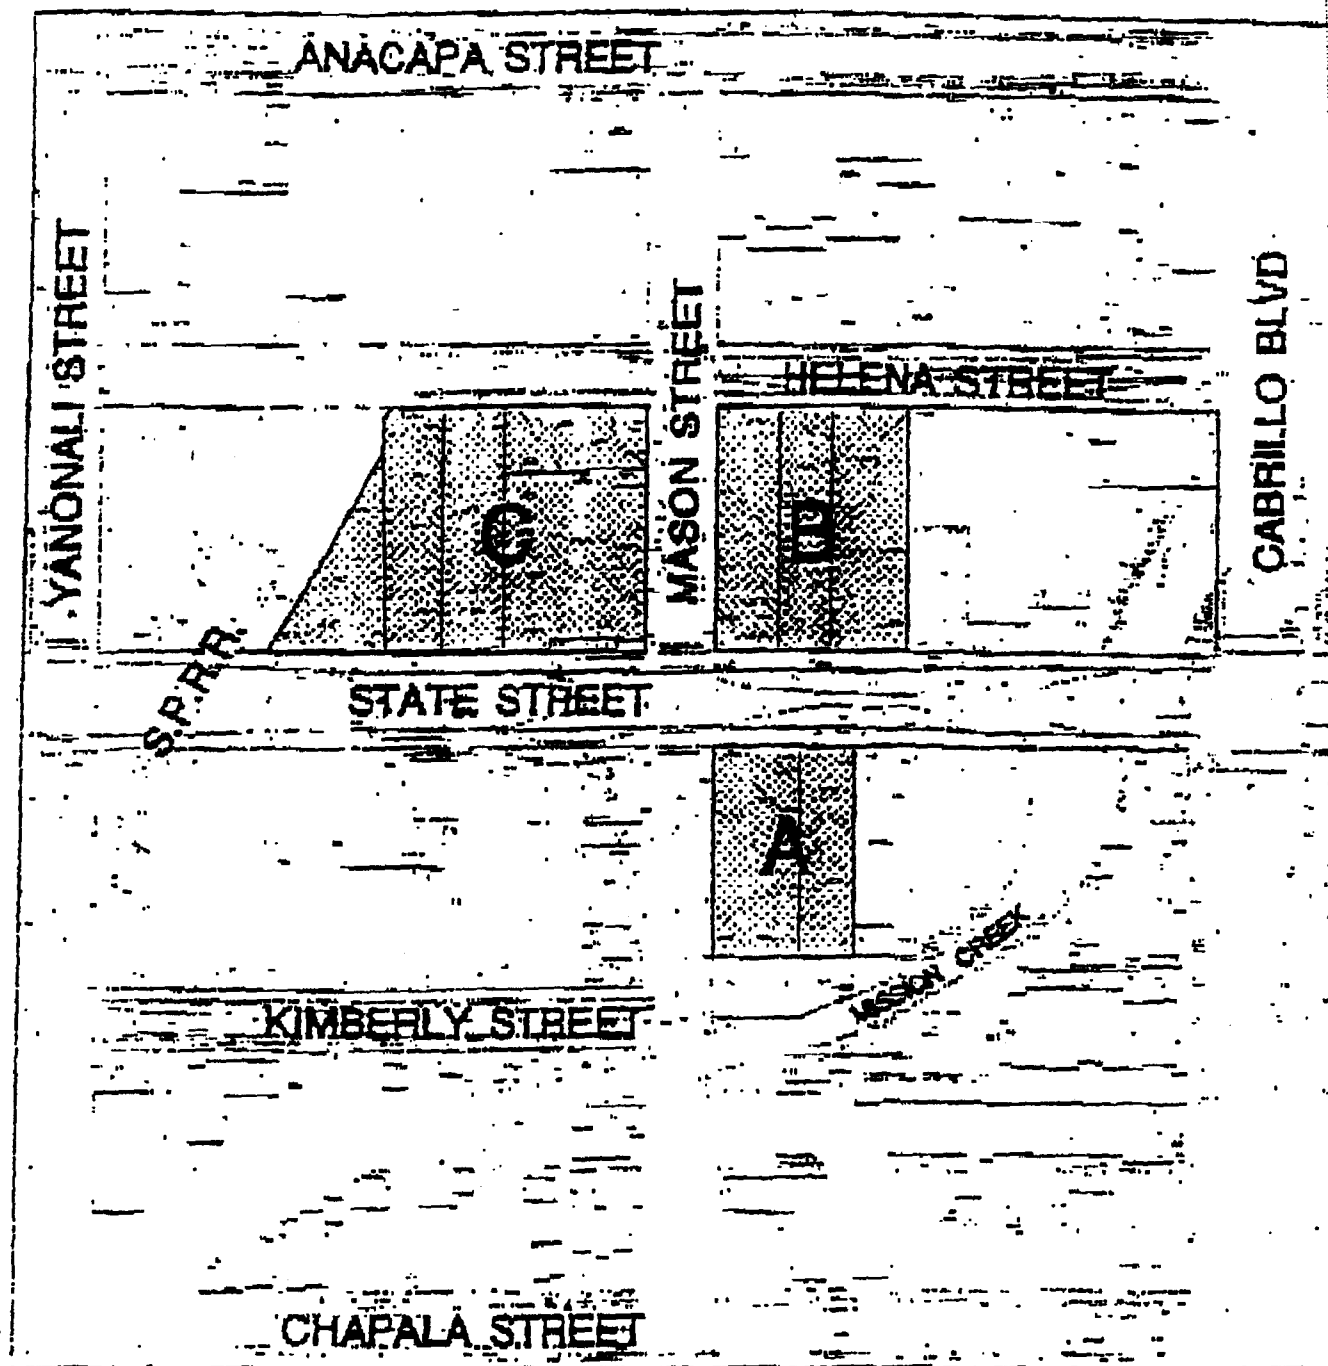 ANACAPA STREET
YANONALI STREET
MASON STREET
CABRILLO BLVD
HELENA STREET
C
B
S.P.R.R.
STATE STREET
A
MISSION CREEK
KIMBERLY STREET
CHAPALA STREET